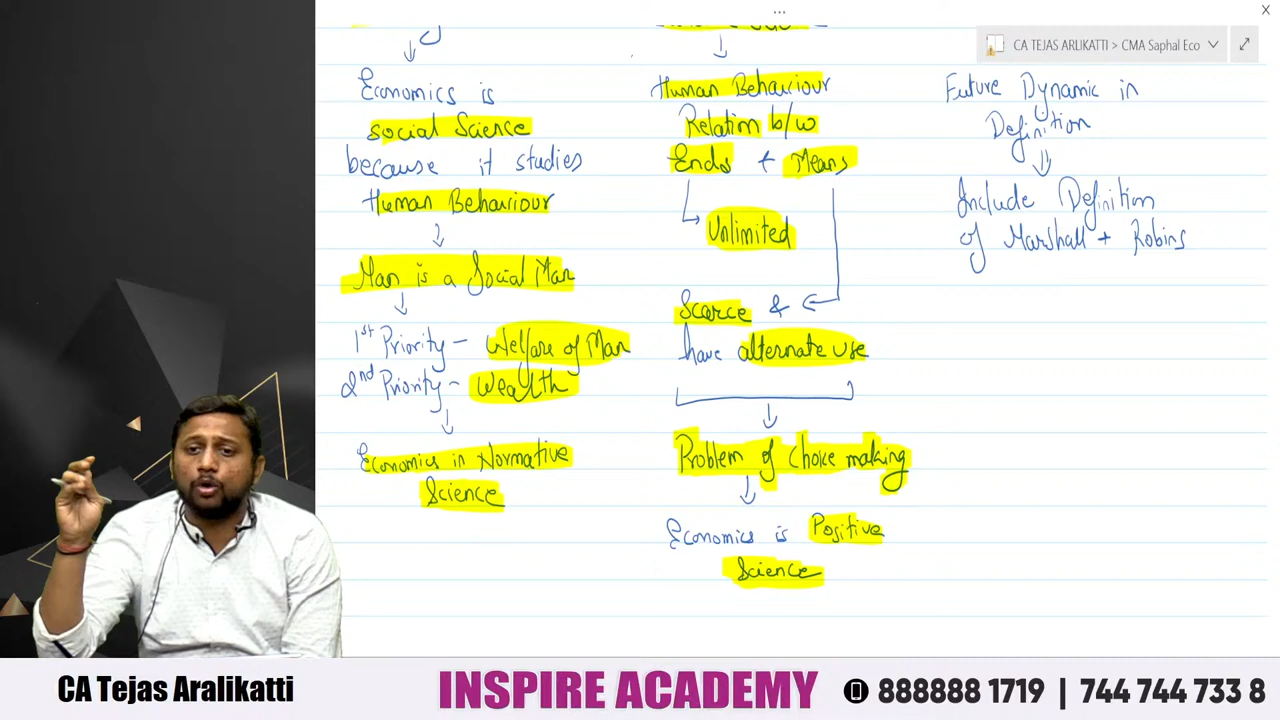 ...
x
CA TEJAS ARLIKATTI > CMA Saphal Eco
Economics is
social Science
because it studies
Human Behaviour
Man is a Social Man
1st Priority - Welfare of Man
2nd Priority - Wealth
Economics in Normative
Science
Human Behaviour
Relation b/w
Ends + Means
Unlimited
Scarce &
have alternate use
Problem of Choice making
Economics is Positive
Science
Future Dynamic in
Definition
Include Definition
of Marshall + Robins
CA Tejas Aralikatti
INSPIRE ACADEMY
888888 1719 | 744 744 733 8